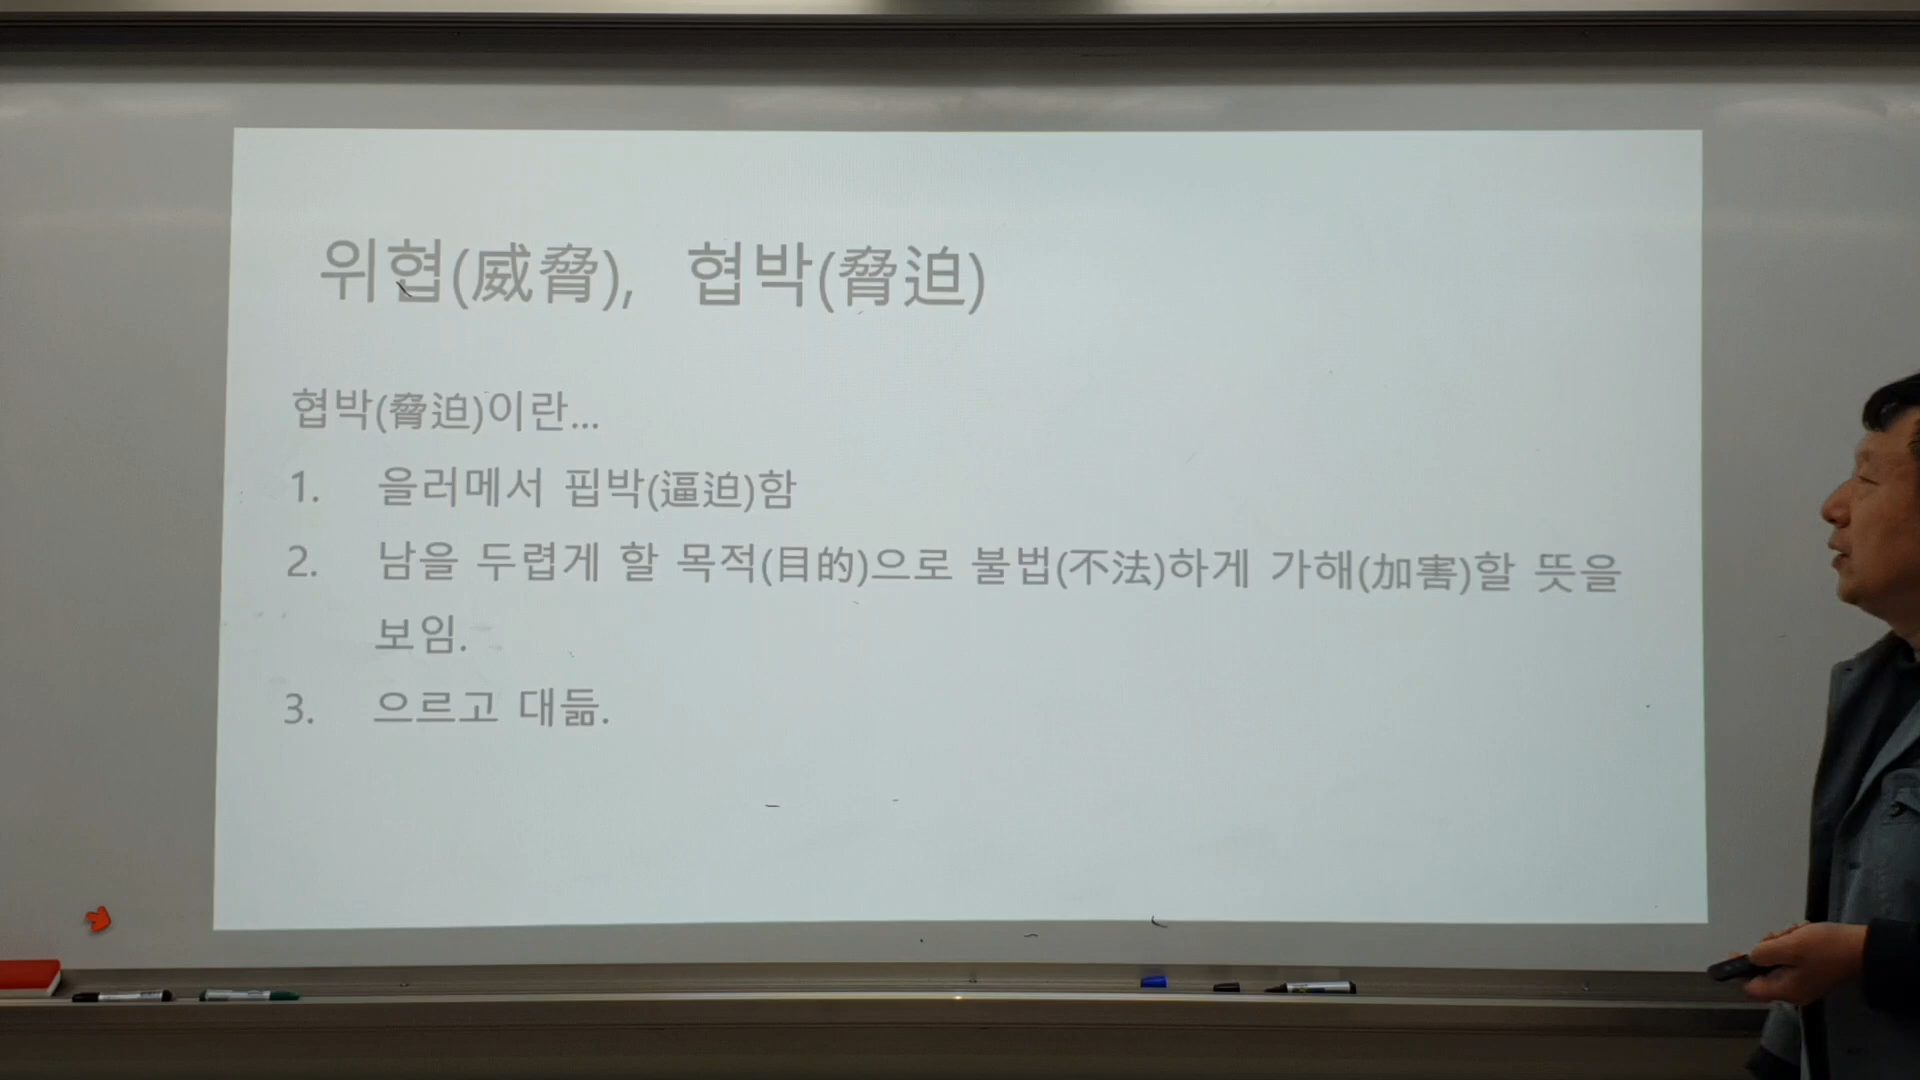 위협(威脅), 협박(脅迫)
협박(脅迫)이란...
1. 을러메서 핍박(逼迫)함
2. 남을 두렵게 할 목적(目的)으로 불법(不法)하게 가해(加害)할 뜻을
보임.
3. 으르고 대듦.